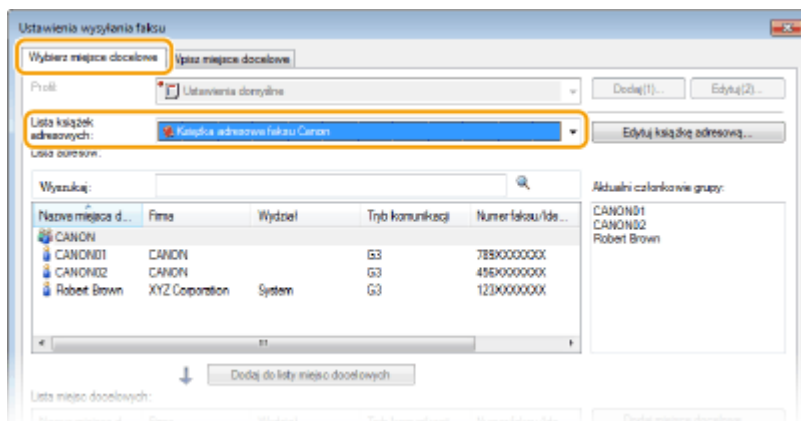 Ustawienia wysyłania faksu
Wybierz miejsce docelowe Wpisz miejsce docelowe
Profil: Ustawienia domyślne Dodaj(1)... Edytuj(2)...
Lista książek adresowych: Książka adresowa faksu Canon Edytuj książkę adresową...
Lista adresów:
Wyszukaj: Aktualni członkowie grupy:
Nazwa miejsca d... Firma Wydział Tryb komunikacji Numer faksu/Ide...
CANON
CANON01 CANON G3 789XXXXXXX
CANON02 CANON G3 456XXXXXXX
Robert Brown XYZ Corporation System G3 123XXXXXXX
CANON01
CANON02
Robert Brown
Dodaj do listy miejsc docelowych
Lista miejsc docelowych: